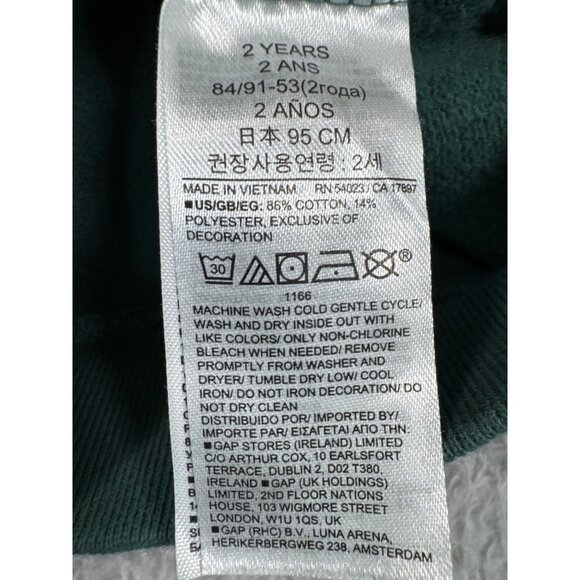 2 YEARS
2 ANS
84/91-53(2года)
2 AÑOS
日本 95 CM
권장사용연령 : 2세
MADE IN VIETNAM RN 54023 / CA 17897
■ US/GB/EG: 86% COTTON, 14%
POLYESTER, EXCLUSIVE OF
DECORATION
30 ®
1166
MACHINE WASH COLD GENTLE CYCLE/
WASH AND DRY INSIDE OUT WITH
LIKE COLORS/ ONLY NON-CHLORINE
BLEACH WHEN NEEDED/ REMOVE
PROMPTLY FROM WASHER AND
DRYER/ TUMBLE DRY LOW/ COOL
IRON/ DO NOT IRON DECORATION/ DO
NOT DRY CLEAN
DISTRIBUIDO POR/ IMPORTADO POR/
IMPORTE PAR/ ΕΙΣΑΓΕΤΑΙ ΑΠΟ ΤΗΝ:
■ GAP STORES (IRELAND) LIMITED
C/O ARTHUR COX, 10 EARLSFORT
TERRACE, DUBLIN 2, D02 T380,
IRELAND ■ GAP (UK HOLDINGS)
LIMITED, 2ND FLOOR NATIONS
HOUSE, 103 WIGMORE STREET
LONDON, W1U 1QS, UK
■ GAP (RHC) B.V., LUNA ARENA,
HERIKERBERGWEG 238, AMSTERDAM